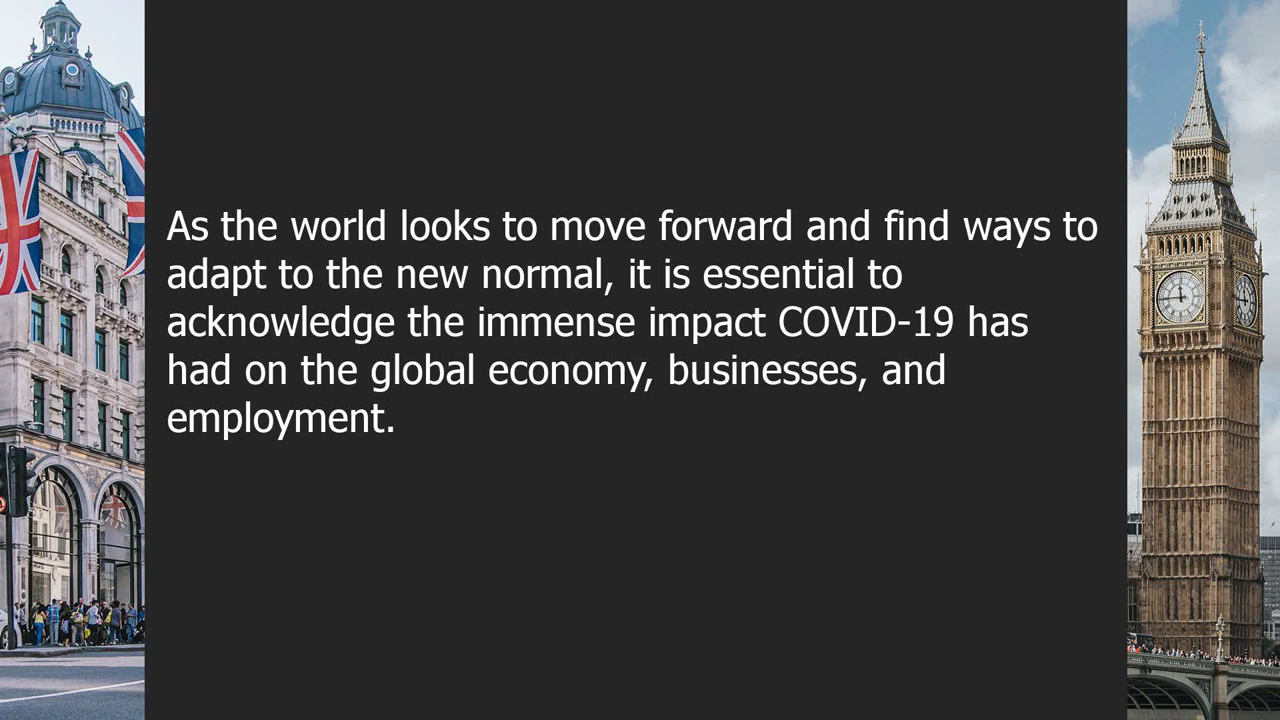 As the world looks to move forward and find ways to
adapt to the new normal, it is essential to
acknowledge the immense impact COVID-19 has
had on the global economy, businesses, and
employment.